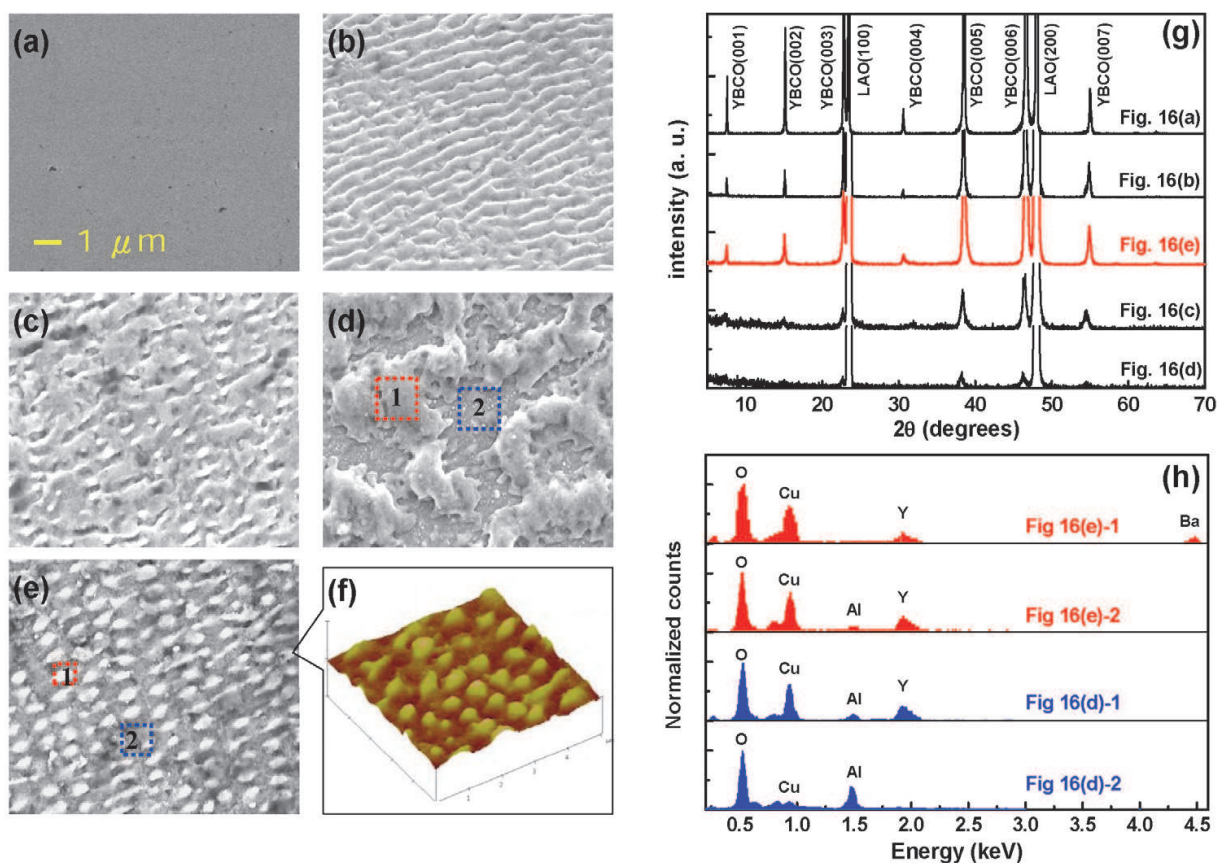 (a)
1 μm
(b)
(c)
(d)
1
2
(e)
1
2
(f)
1
2
3
4
(g)
YBCO(001)
YBCO(002)
YBCO(003)
LAO(100)
YBCO(004)
YBCO(005)
YBCO(006)
LAO(200)
YBCO(007)
Fig. 16(a)
Fig. 16(b)
Fig. 16(e)
Fig. 16(c)
Fig. 16(d)
intensity (a. u.)
10 20 30 40 50 60 70
2θ (degrees)
(h)
O Cu Y Ba
Fig 16(e)-1
O Cu Al Y
Fig 16(e)-2
O Cu Al Y
Fig 16(d)-1
O Cu Al
Fig 16(d)-2
Normalized counts
0.5 1.0 1.5 2.0 2.5 3.0 3.5 4.0 4.5
Energy (keV)